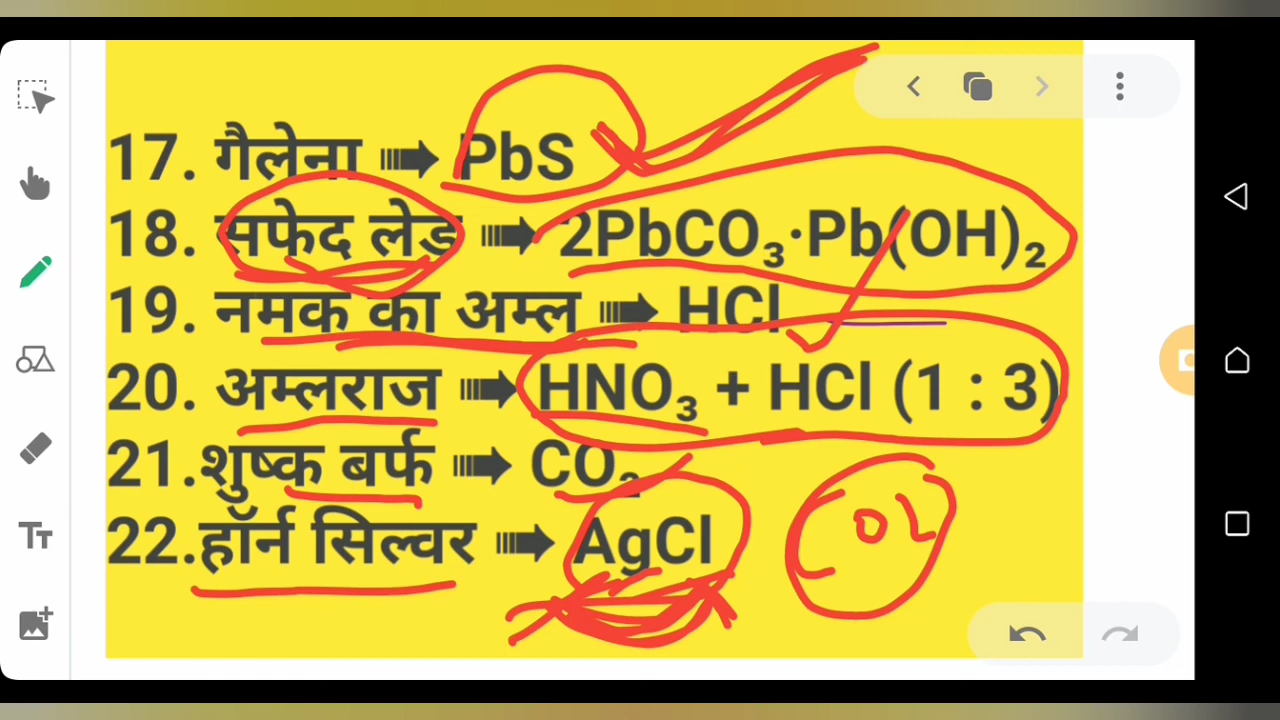 17. गैलेना ➠ PbS
18. सफेद लेड ➠ 2PbCO₃·Pb(OH)₂
19. नमक का अम्ल ➠ HCl
20. अम्लराज ➠ HNO₃ + HCl (1 : 3)
21.शुष्क बर्फ ➠ CO₂
22.हॉर्न सिल्वर ➠ AgCl
Tт